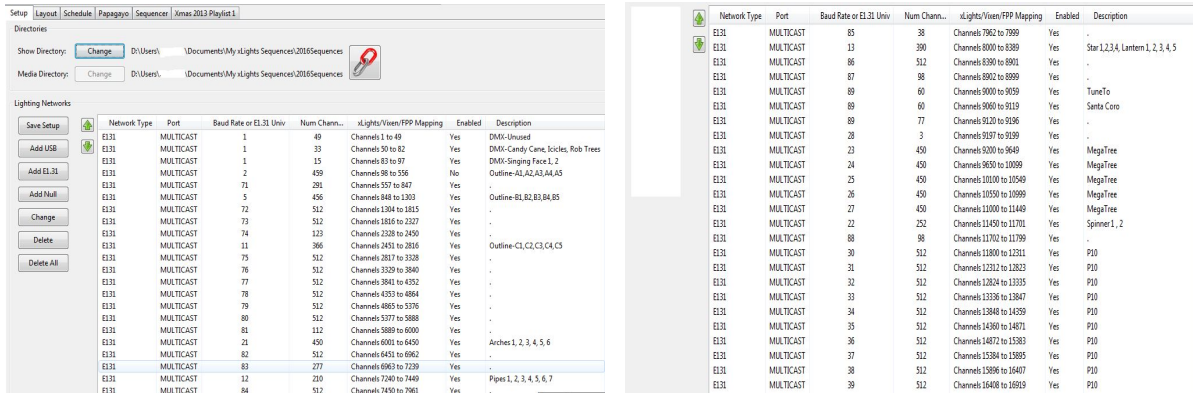 Setup Layout Schedule Papagayo Sequencer Xmas 2013 Playlist 1
Directories
Show Directory: Change D:\Users\ \Documents\My xLights Sequences\2016Sequences
Media Directory: Change D:\Users\. \Documents\My xLights Sequences\2016Sequences
Lighting Networks
Save Setup
Add USB
Add E1.31
Add Null
Change
Delete
Delete All
Network Type Port Baud Rate or E1.31 Univ Num Chann... xLights/Vixen/FPP Mapping Enabled Description
E131 MULTICAST 1 49 Channels 1 to 49 Yes DMX-Unused
E131 MULTICAST 1 33 Channels 50 to 82 Yes DMX-Candy Cane, Icicles, Rob Trees
E131 MULTICAST 1 15 Channels 83 to 97 Yes DMX-Singing Face 1, 2
E131 MULTICAST 2 459 Channels 98 to 556 No Outline-A1,A2,A3,A4,A5
E131 MULTICAST 71 291 Channels 557 to 847 Yes .
E131 MULTICAST 5 456 Channels 848 to 1303 Yes Outline-B1,B2,B3,B4,B5
E131 MULTICAST 72 512 Channels 1304 to 1815 Yes .
E131 MULTICAST 73 512 Channels 1816 to 2327 Yes .
E131 MULTICAST 74 123 Channels 2328 to 2450 Yes .
E131 MULTICAST 11 366 Channels 2451 to 2816 Yes Outline-C1,C2,C3,C4,C5
E131 MULTICAST 75 512 Channels 2817 to 3328 Yes .
E131 MULTICAST 76 512 Channels 3329 to 3840 Yes .
E131 MULTICAST 77 512 Channels 3841 to 4352 Yes .
E131 MULTICAST 78 512 Channels 4353 to 4864 Yes .
E131 MULTICAST 79 512 Channels 4865 to 5376 Yes .
E131 MULTICAST 80 512 Channels 5377 to 5888 Yes .
E131 MULTICAST 81 112 Channels 5889 to 6000 Yes .
E131 MULTICAST 21 450 Channels 6001 to 6450 Yes Arches 1, 2, 3, 4, 5, 6
E131 MULTICAST 82 512 Channels 6451 to 6962 Yes .
E131 MULTICAST 83 277 Channels 6963 to 7239 Yes .
E131 MULTICAST 12 210 Channels 7240 to 7449 Yes Pipes 1, 2, 3, 4, 5, 6, 7
E131 MULTICAST 84 512 Channels 7450 to 7961 Yes .
Network Type Port Baud Rate or E1.31 Univ Num Chann... xLights/Vixen/FPP Mapping Enabled Description
E131 MULTICAST 85 38 Channels 7962 to 7999 Yes .
E131 MULTICAST 13 390 Channels 8000 to 8389 Yes Star 1,2,3,4, Lantern 1, 2, 3, 4, 5
E131 MULTICAST 86 512 Channels 8390 to 8901 Yes .
E131 MULTICAST 87 98 Channels 8902 to 8999 Yes .
E131 MULTICAST 89 60 Channels 9000 to 9059 Yes TuneTo
E131 MULTICAST 89 60 Channels 9060 to 9119 Yes Santa Coro
E131 MULTICAST 89 77 Channels 9120 to 9196 Yes .
E131 MULTICAST 28 3 Channels 9197 to 9199 Yes .
E131 MULTICAST 23 450 Channels 9200 to 9649 Yes MegaTree
E131 MULTICAST 24 450 Channels 9650 to 10099 Yes MegaTree
E131 MULTICAST 25 450 Channels 10100 to 10549 Yes MegaTree
E131 MULTICAST 26 450 Channels 10550 to 10999 Yes MegaTree
E131 MULTICAST 27 450 Channels 11000 to 11449 Yes MegaTree
E131 MULTICAST 22 252 Channels 11450 to 11701 Yes Spinner 1 , 2
E131 MULTICAST 88 98 Channels 11702 to 11799 Yes .
E131 MULTICAST 30 512 Channels 11800 to 12311 Yes P10
E131 MULTICAST 31 512 Channels 12312 to 12823 Yes P10
E131 MULTICAST 32 512 Channels 12824 to 13335 Yes P10
E131 MULTICAST 33 512 Channels 13336 to 13847 Yes P10
E131 MULTICAST 34 512 Channels 13848 to 14359 Yes P10
E131 MULTICAST 35 512 Channels 14360 to 14871 Yes P10
E131 MULTICAST 36 512 Channels 14872 to 15383 Yes P10
E131 MULTICAST 37 512 Channels 15384 to 15895 Yes P10
E131 MULTICAST 38 512 Channels 15896 to 16407 Yes P10
E131 MULTICAST 39 512 Channels 16408 to 16919 Yes P10